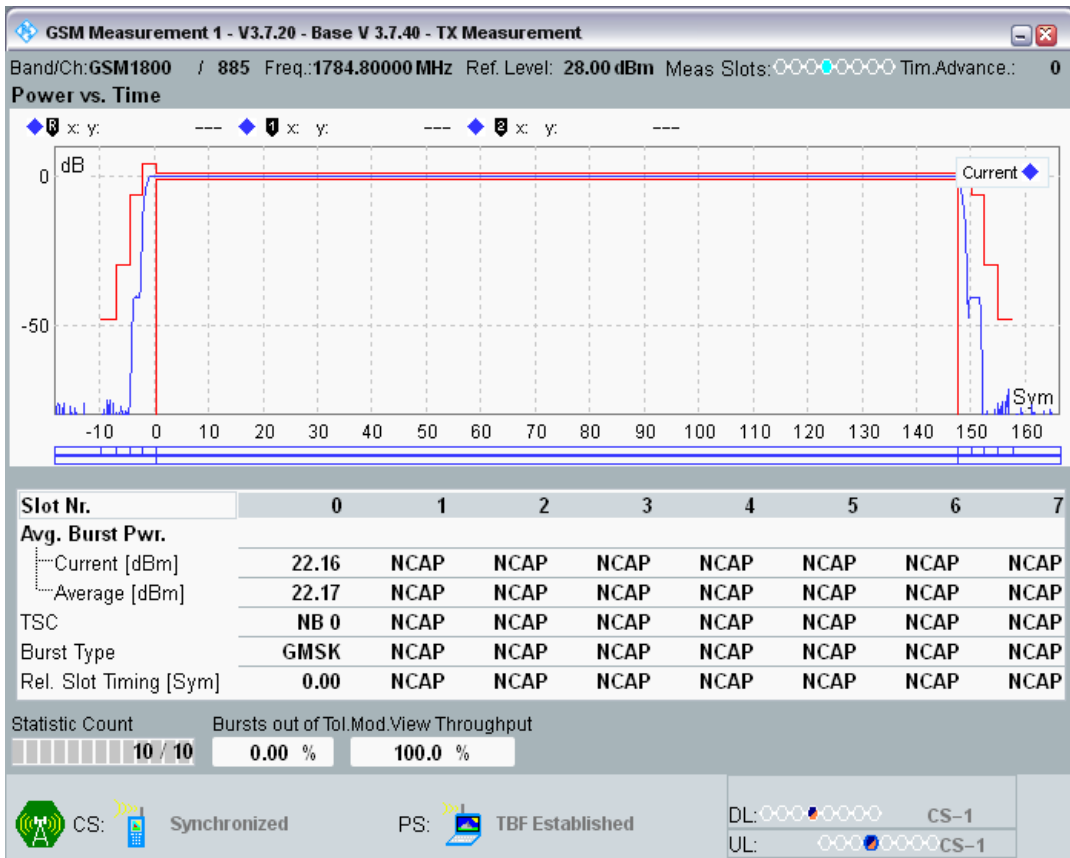 GSM Measurement 1 - V3.7.20 - Base V 3.7.40 - TX Measurement
Band/Ch:GSM1800 / 885 Freq.:1784.80000 MHz Ref. Level: 28.00 dBm Meas Slots: Tim.Advance.: 0
Power vs. Time
R x: y: --- 1 x: y: --- 2 x: y: ---
dB
0
Current
-50
Sym
-10 0 10 20 30 40 50 60 70 80 90 100 110 120 130 140 150 160
Slot Nr. 0 1 2 3 4 5 6 7
Avg. Burst Pwr.
Current [dBm] 22.16 NCAP NCAP NCAP NCAP NCAP NCAP NCAP
Average [dBm] 22.17 NCAP NCAP NCAP NCAP NCAP NCAP NCAP
TSC NB 0 NCAP NCAP NCAP NCAP NCAP NCAP NCAP
Burst Type GMSK NCAP NCAP NCAP NCAP NCAP NCAP NCAP
Rel. Slot Timing [Sym] 0.00 NCAP NCAP NCAP NCAP NCAP NCAP NCAP
Statistic Count Bursts out of Tol.Mod.View Throughput
10 / 10 0.00 % 100.0 %
CS: Synchronized PS: TBF Established
DL: CS-1
UL: CS-1